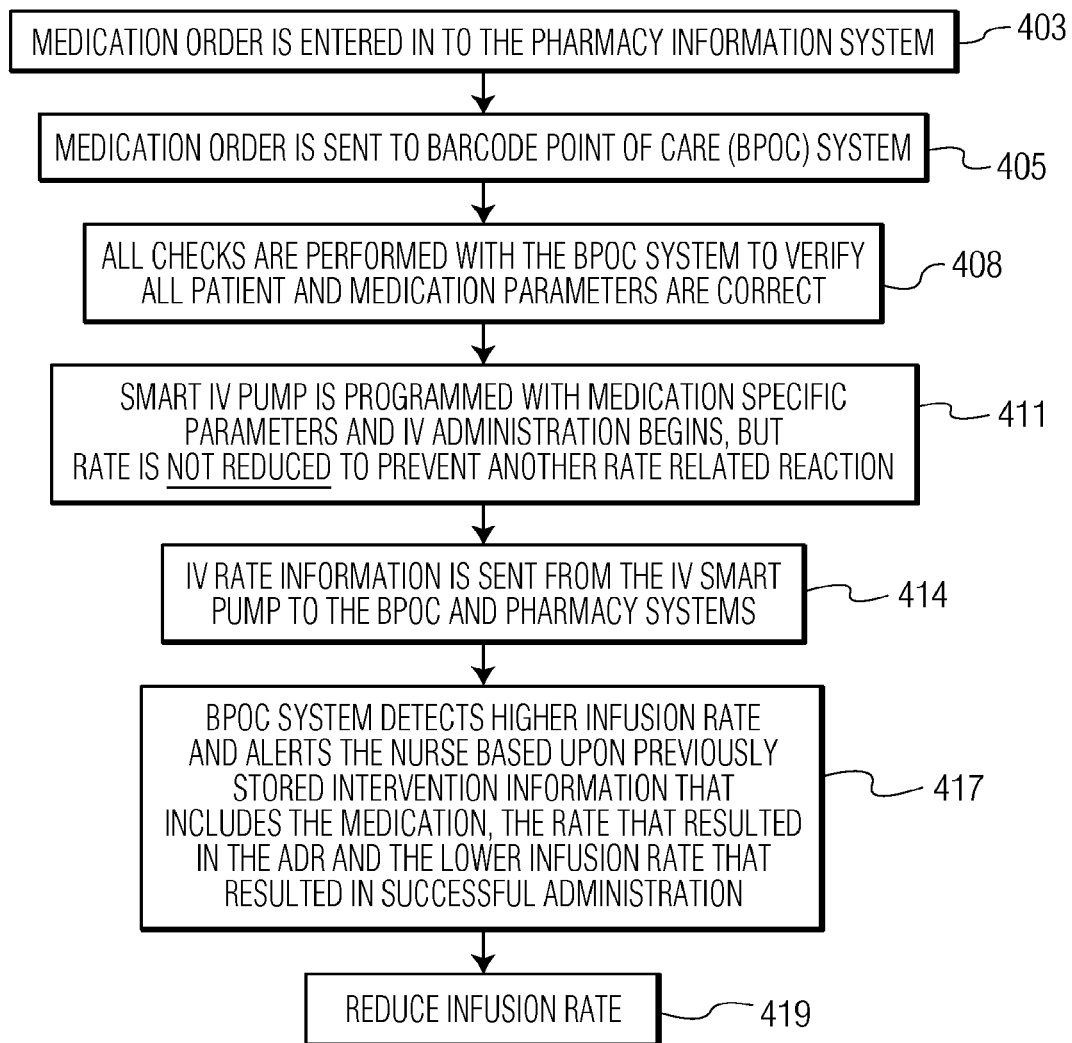 MEDICATION ORDER IS ENTERED IN TO THE PHARMACY INFORMATION SYSTEM
403
MEDICATION ORDER IS SENT TO BARCODE POINT OF CARE (BPOC) SYSTEM
405
ALL CHECKS ARE PERFORMED WITH THE BPOC SYSTEM TO VERIFY
ALL PATIENT AND MEDICATION PARAMETERS ARE CORRECT
408
SMART IV PUMP IS PROGRAMMED WITH MEDICATION SPECIFIC
PARAMETERS AND IV ADMINISTRATION BEGINS, BUT
RATE IS NOT REDUCED TO PREVENT ANOTHER RATE RELATED REACTION
411
IV RATE INFORMATION IS SENT FROM THE IV SMART
PUMP TO THE BPOC AND PHARMACY SYSTEMS
414
BPOC SYSTEM DETECTS HIGHER INFUSION RATE
AND ALERTS THE NURSE BASED UPON PREVIOUSLY
STORED INTERVENTION INFORMATION THAT
INCLUDES THE MEDICATION, THE RATE THAT RESULTED
IN THE ADR AND THE LOWER INFUSION RATE THAT
RESULTED IN SUCCESSFUL ADMINISTRATION
417
REDUCE INFUSION RATE
419